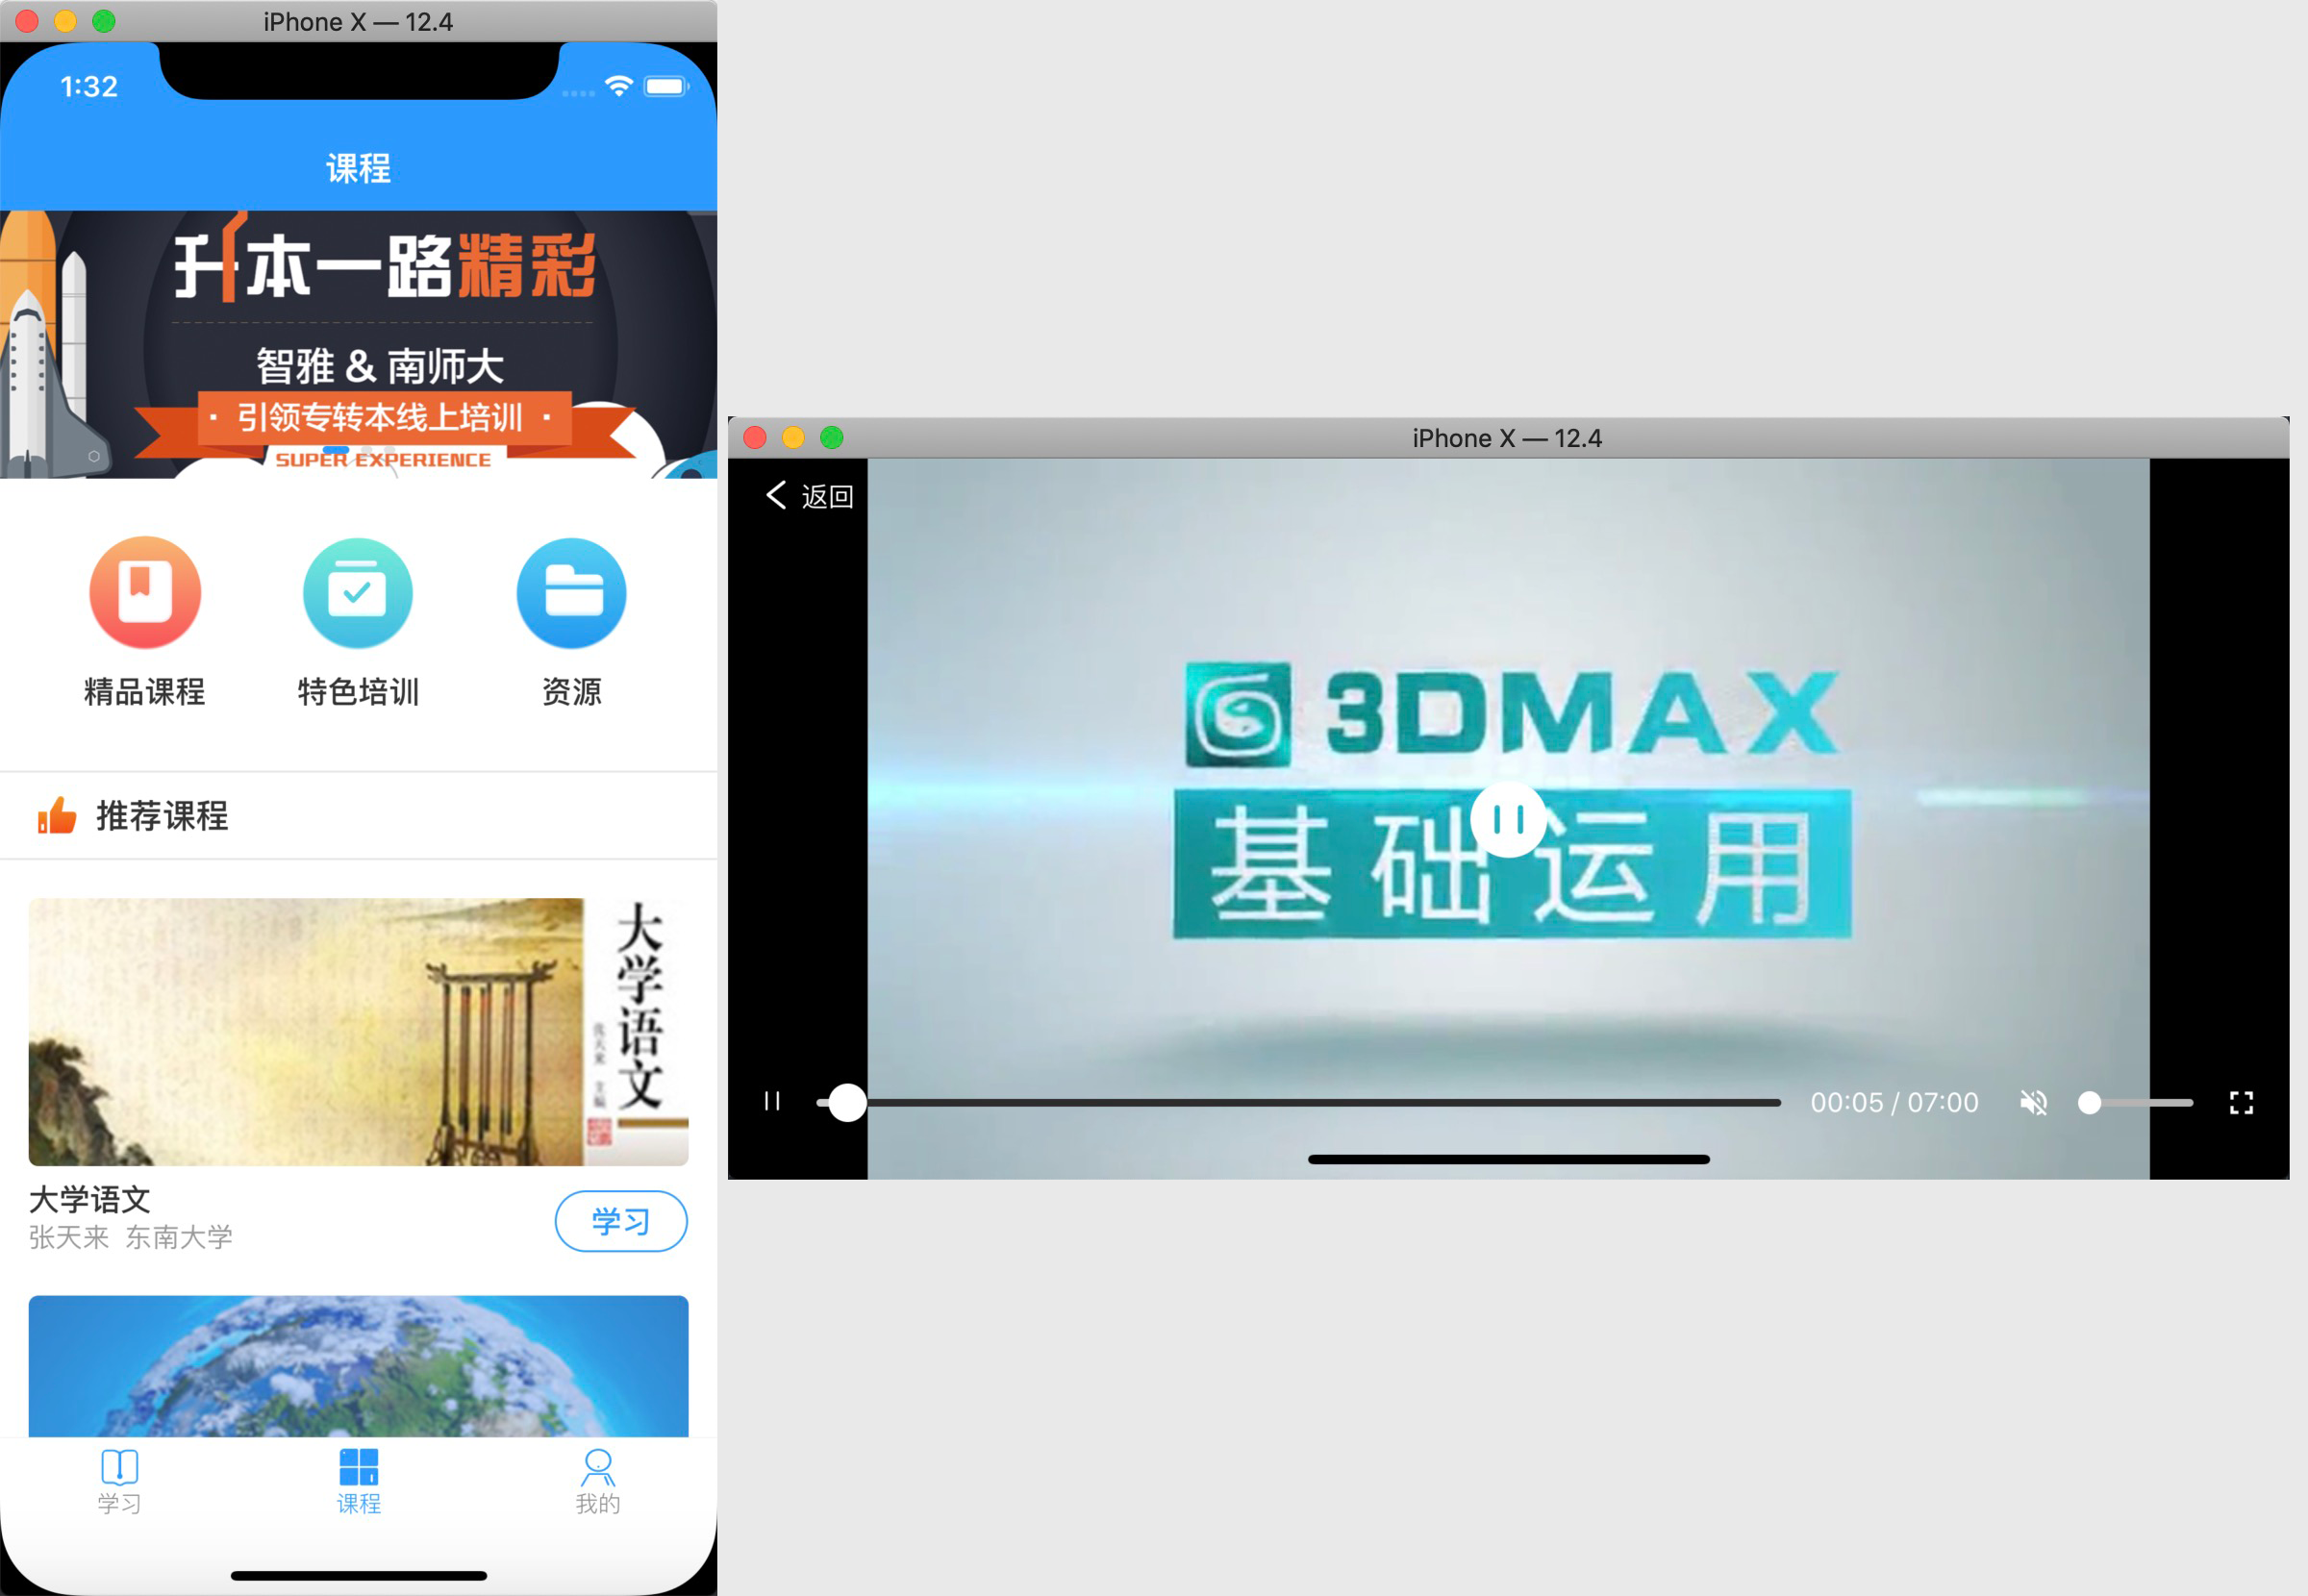 iPhone X — 12.4
1:32
课程
升本一路精彩
智雅 & 南师大
· 引领专转本线上培训 ·
SUPER EXPERIENCE
精品课程
特色培训
资源
推荐课程
大学语文
大学语文
张天来 东南大学
学习
学习
课程
我的
iPhone X — 12.4
返回
3DMAX
基础运用
00:05 / 07:00